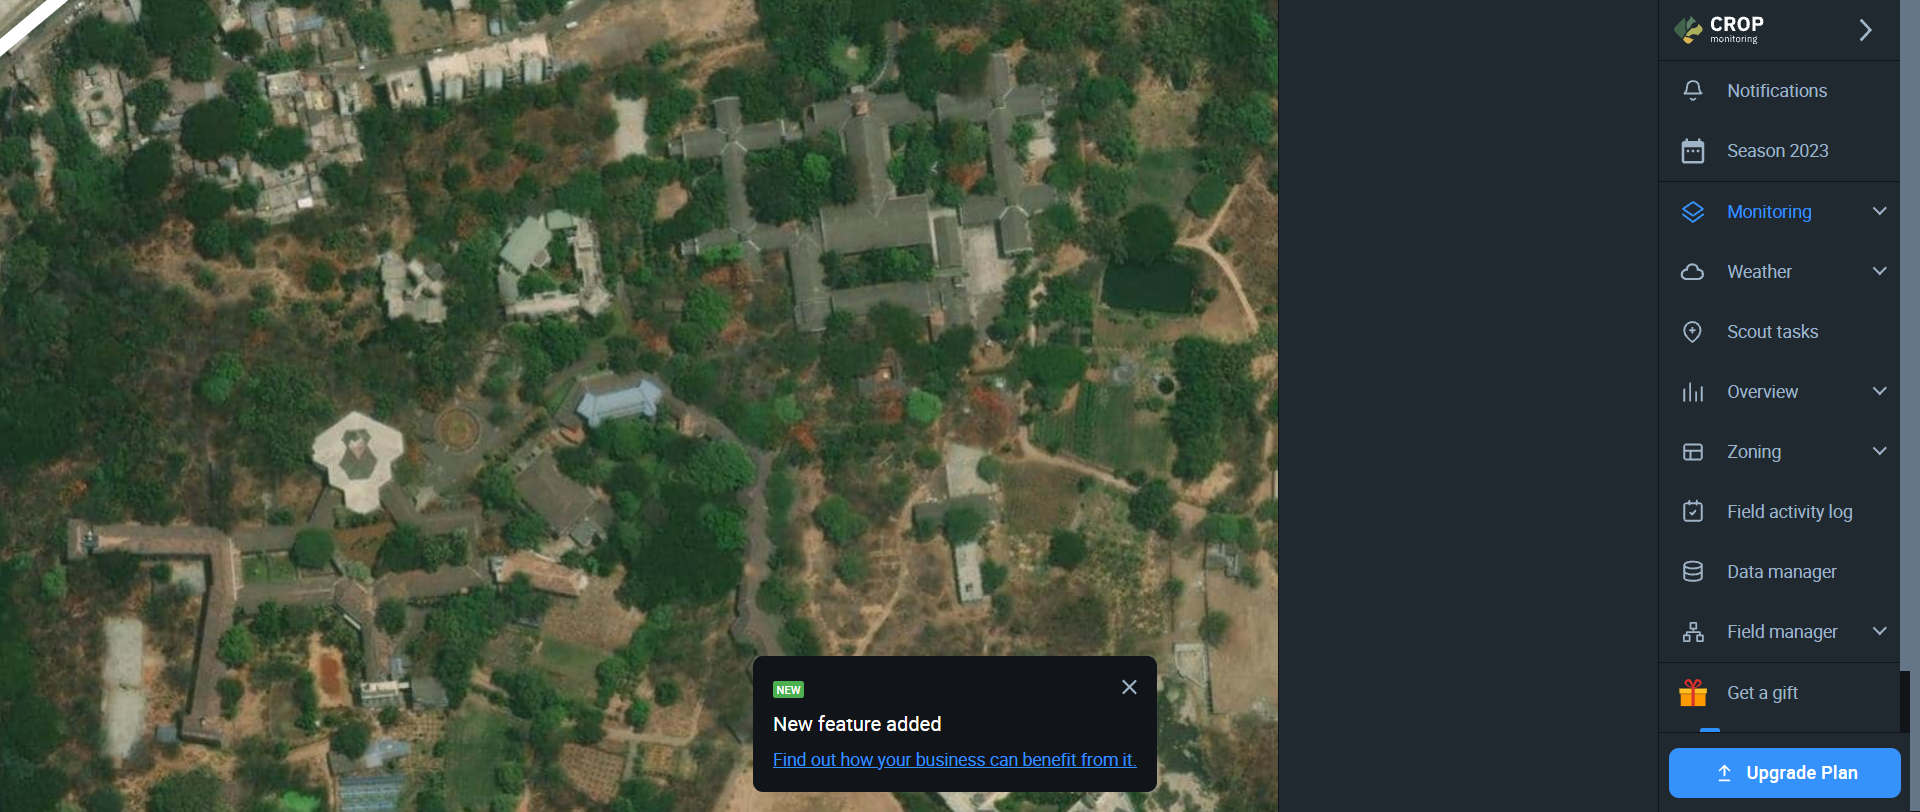 CROP
monitoring
Notifications
Season 2023
Monitoring
Weather
Scout tasks
Overview
Zoning
Field activity log
Data manager
Field manager
Get a gift
Upgrade Plan
NEW
New feature added
Find out how your business can benefit from it.